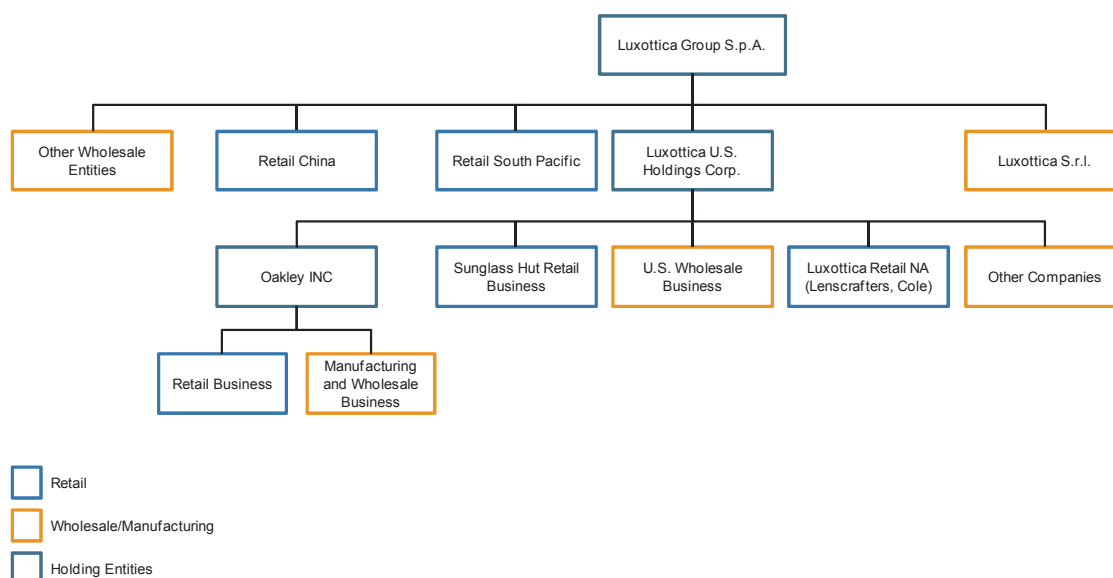 Luxottica Group S.p.A.
Other Wholesale
Entities
Retail China
Retail South Pacific
Luxottica U.S.
Holdings Corp.
Luxottica S.r.l.
Oakley INC
Sunglass Hut Retail
Business
U.S. Wholesale
Business
Luxottica Retail NA
(Lenscrafters, Cole)
Other Companies
Retail Business
Manufacturing
and Wholesale
Business
Retail
Wholesale/Manufacturing
Holding Entities